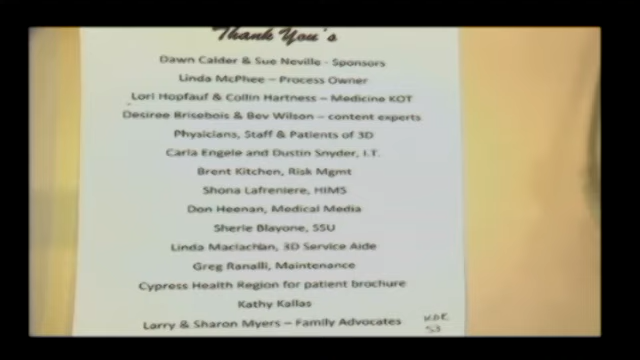 Thank You's
Dawn Calder & Sue Neville - Sponsors
Linda McPhee – Process Owner
Lori Hopfauf & Collin Hartness – Medicine KOT
Desiree Brisebois & Bev Wilson – content experts
Physicians, Staff & Patients of 3D
Carla Engele and Dustin Snyder, I.T.
Brent Kitchen, Risk Mgmt
Shona Lafreniere, HIMS
Don Heenan, Medical Media
Sherle Blayone, SSU
Linda Maclachlan, 3D Service Aide
Greg Ranalli, Maintenance
Cypress Health Region for patient brochure
Kathy Kallas
Larry & Sharon Myers – Family Advocates
53